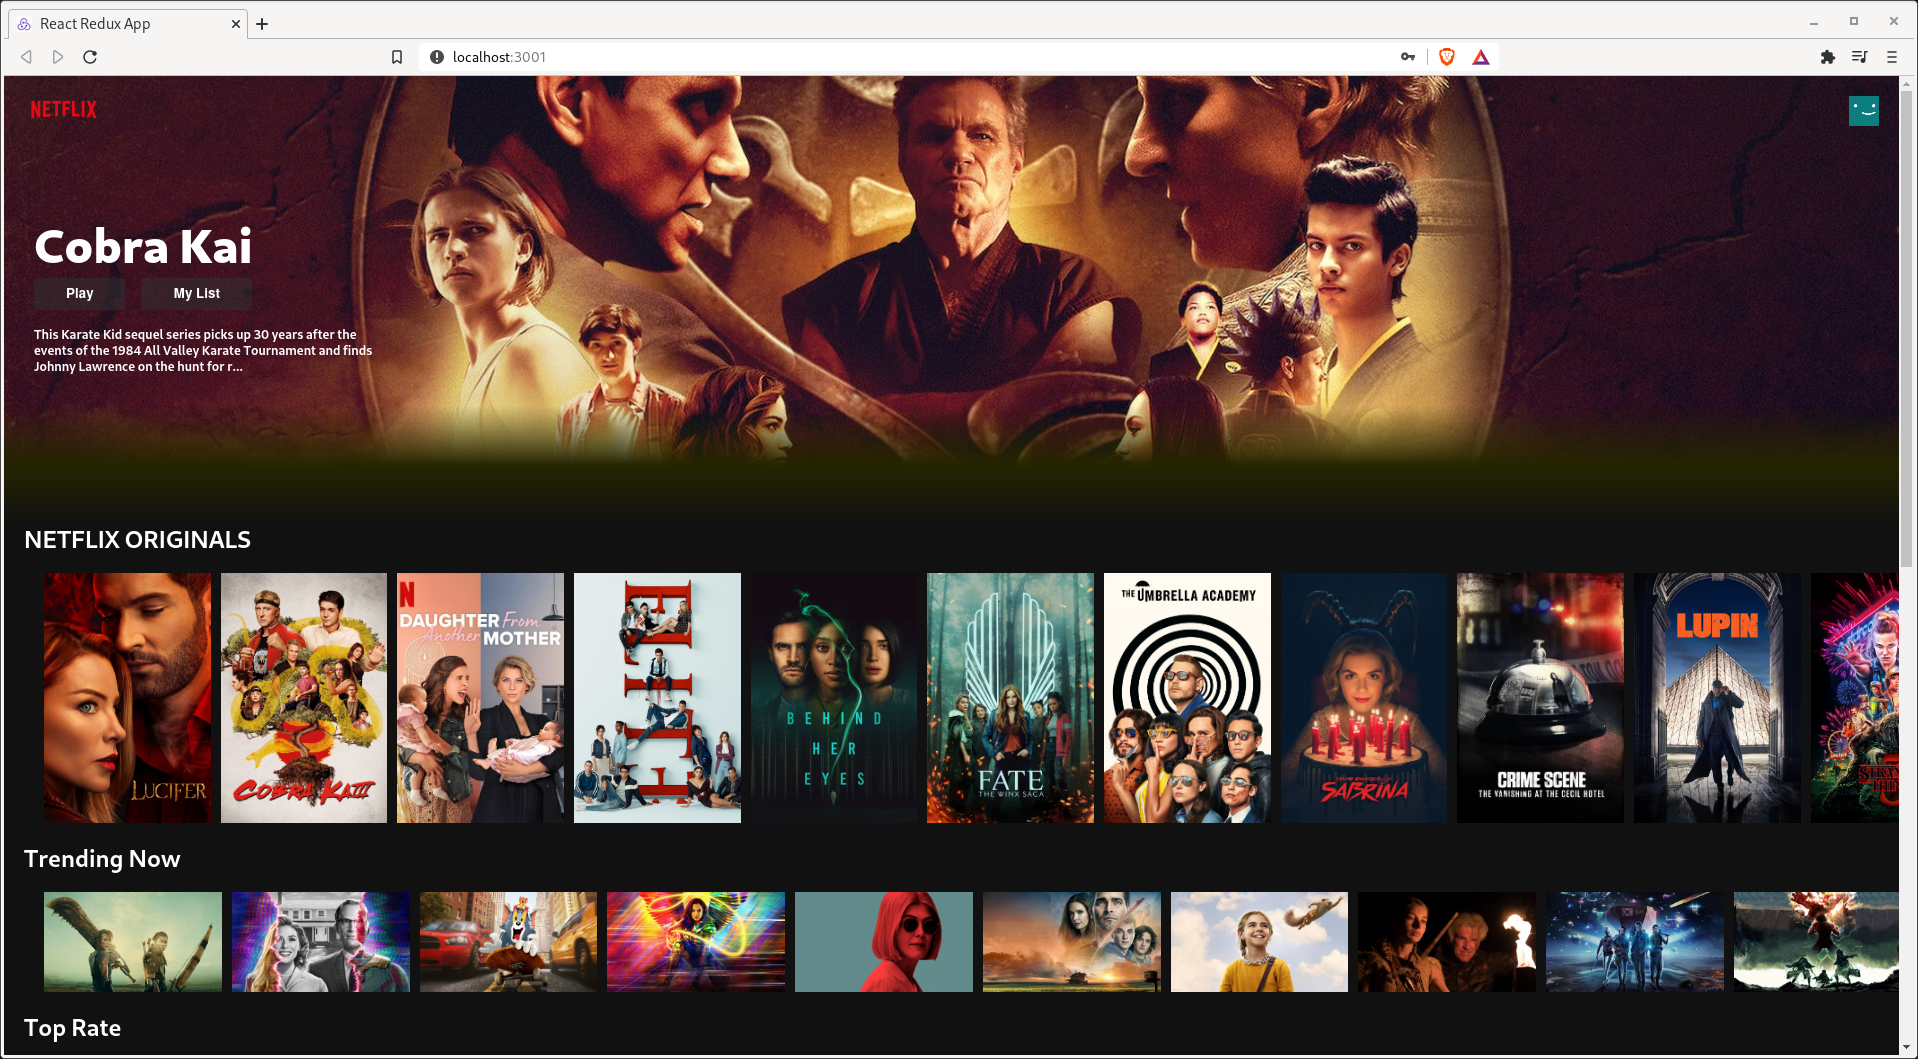 React Redux App
localhost:3001
NETFLIX
Cobra Kai
Play
My List
This Karate Kid sequel series picks up 30 years after the
events of the 1984 All Valley Karate Tournament and finds
Johnny Lawrence on the hunt for r...
NETFLIX ORIGINALS
LUCIFER
COBRA KAI III
N
DAUGHTER From
Another MOTHER
ELITE
BEHIND
HER
EYES
FATE
THE WINX SAGA
THE UMBRELLA ACADEMY
SABRINA
CRIME SCENE
THE VANISHING AT THE CECIL HOTEL
LUPIN
Trending Now
Top Rate